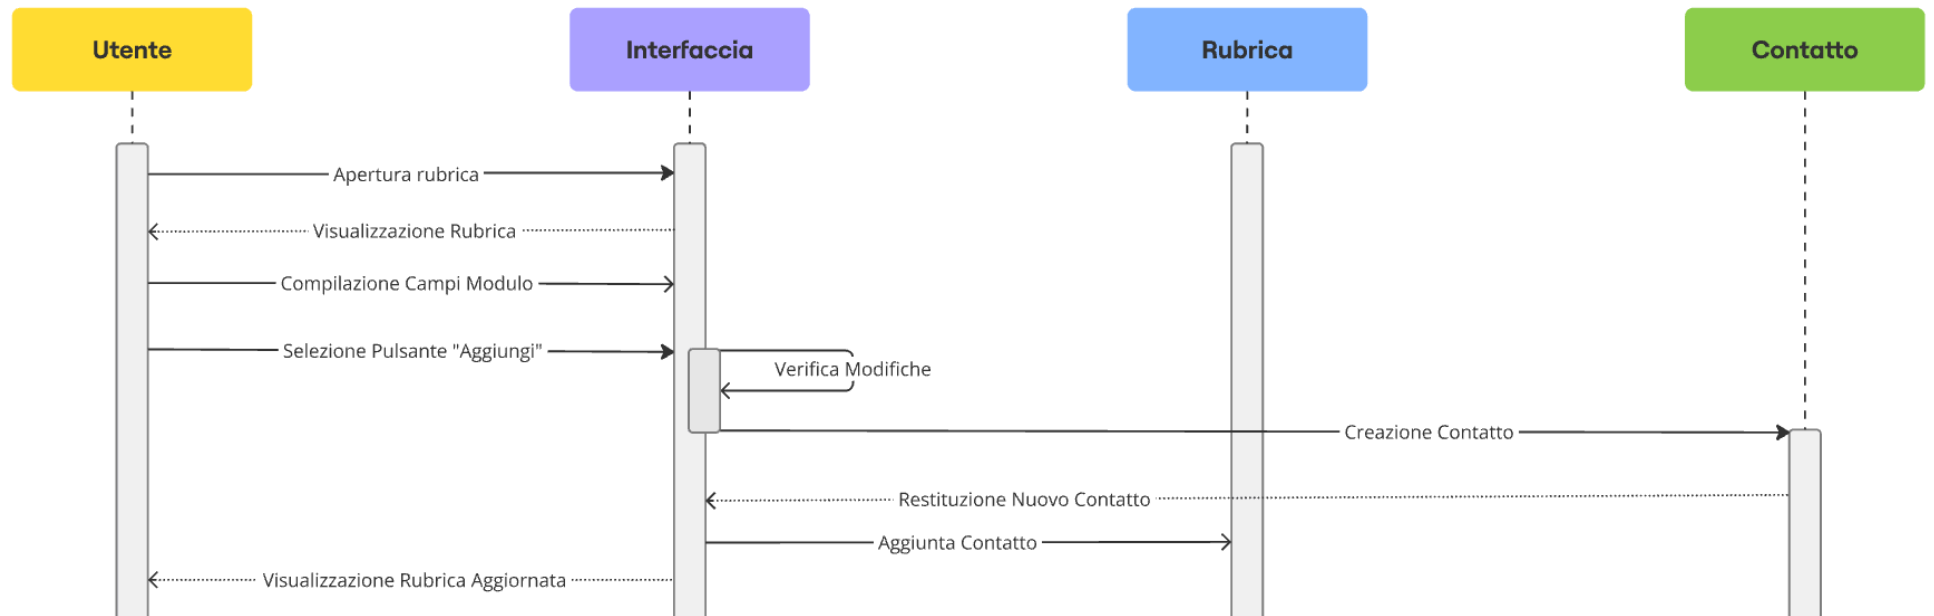 Utente
Interfaccia
Rubrica
Contatto
Apertura rubrica
Visualizzazione Rubrica
Compilazione Campi Modulo
Selezione Pulsante "Aggiungi"
Verifica Modifiche
Creazione Contatto
Restituzione Nuovo Contatto
Aggiunta Contatto
Visualizzazione Rubrica Aggiornata